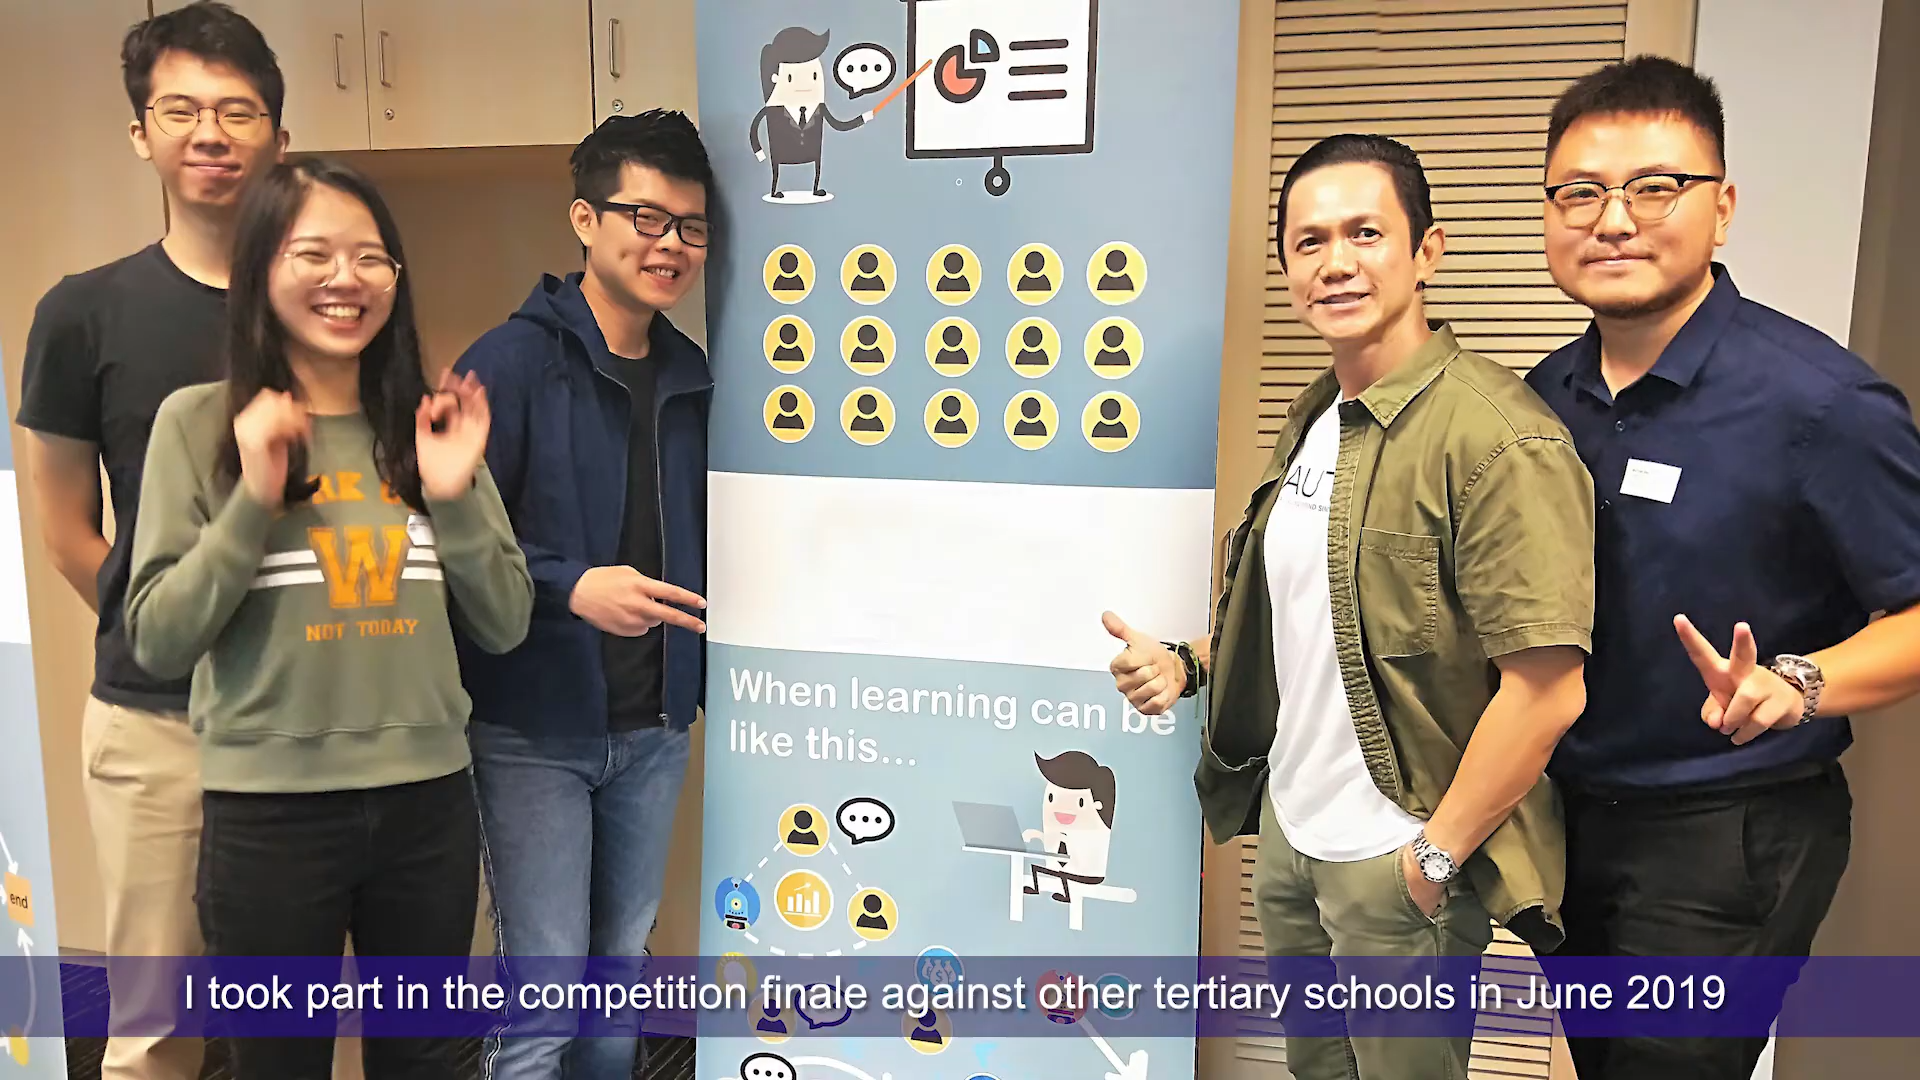 W
NOT TODAY
AUT
When learning can be
like this...
end
I took part in the competition finale against other tertiary schools in June 2019